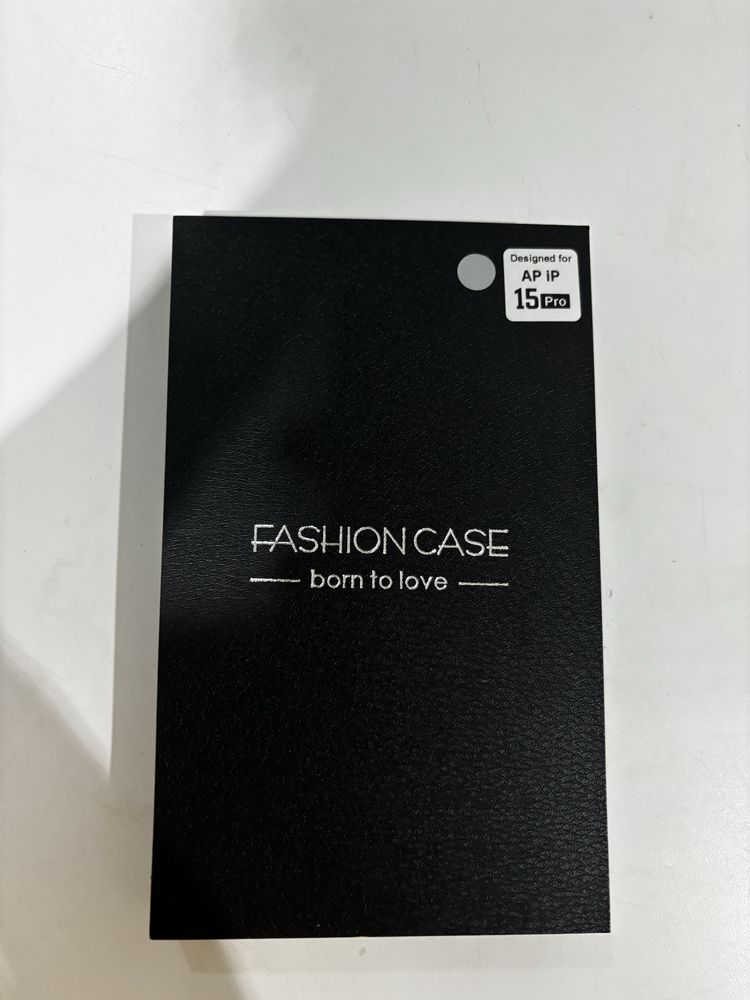 Designed for
AP iP
15 Pro
FASHION CASE
born to love